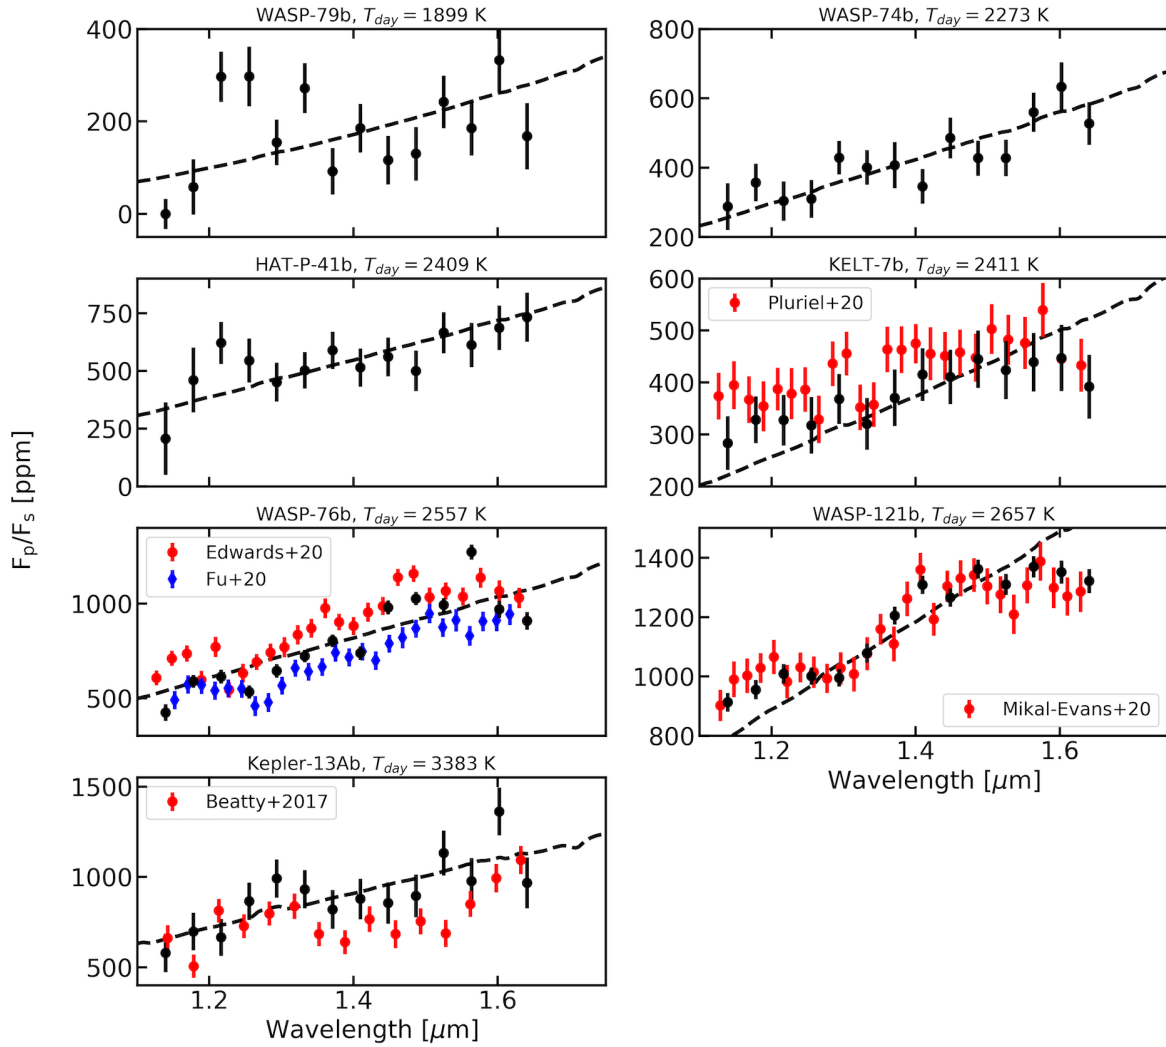 WASP-79b, T_day = 1899 K
400
200
0
WASP-74b, T_day = 2273 K
800
600
400
200
HAT-P-41b, T_day = 2409 K
750
500
250
0
KELT-7b, T_day = 2411 K
Pluriel+20
600
500
400
300
200
F_p/F_s [ppm]
WASP-76b, T_day = 2557 K
Edwards+20
Fu+20
1000
500
WASP-121b, T_day = 2657 K
1400
1200
1000
800
Mikal-Evans+20
1.2
1.4
1.6
Wavelength [μm]
Kepler-13Ab, T_day = 3383 K
Beatty+2017
1500
1000
500
1.2
1.4
1.6
Wavelength [μm]